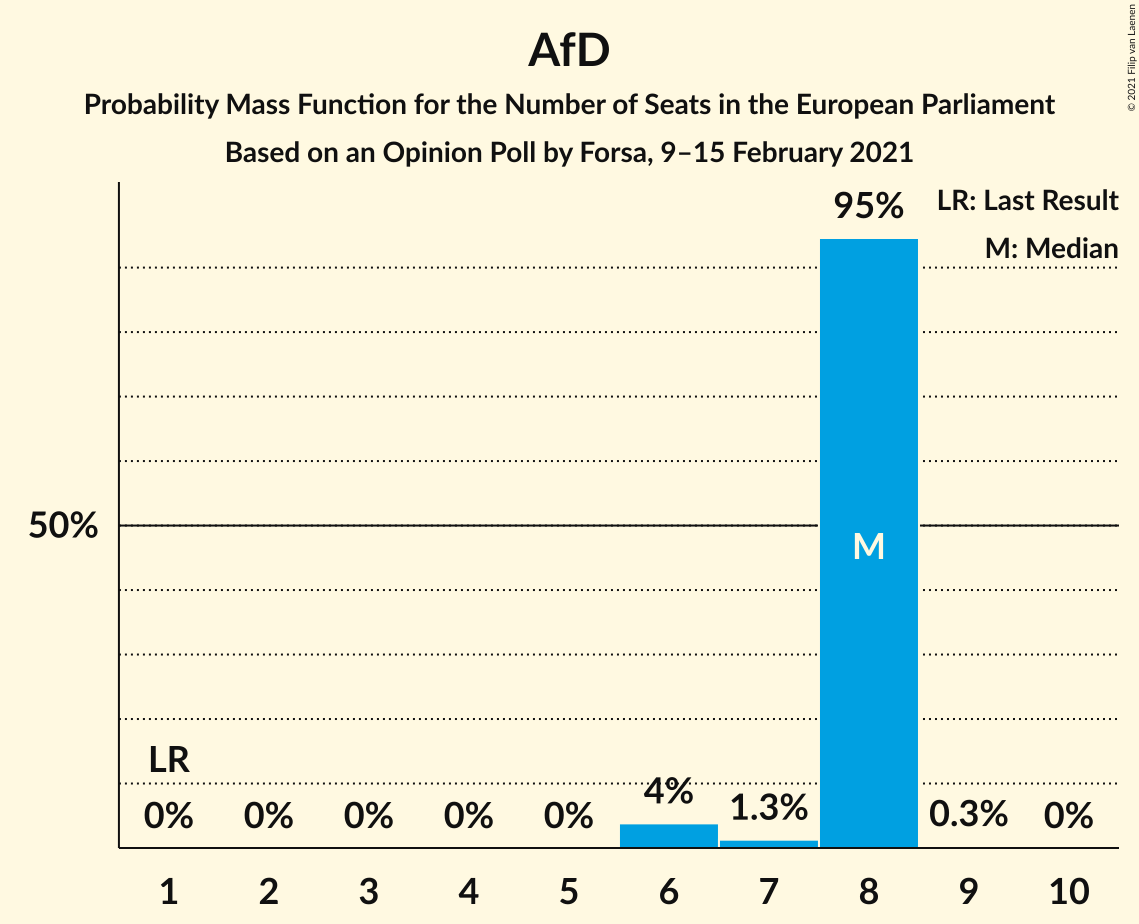 AfD
Probability Mass Function for the Number of Seats in the European Parliament
Based on an Opinion Poll by Forsa, 9–15 February 2021
© 2021 Filip van Laenen
LR: Last Result
M: Median
95%
50%
M
LR
0% 0% 0% 0% 0% 4% 1.3% 0.3% 0%
1 2 3 4 5 6 7 8 9 10